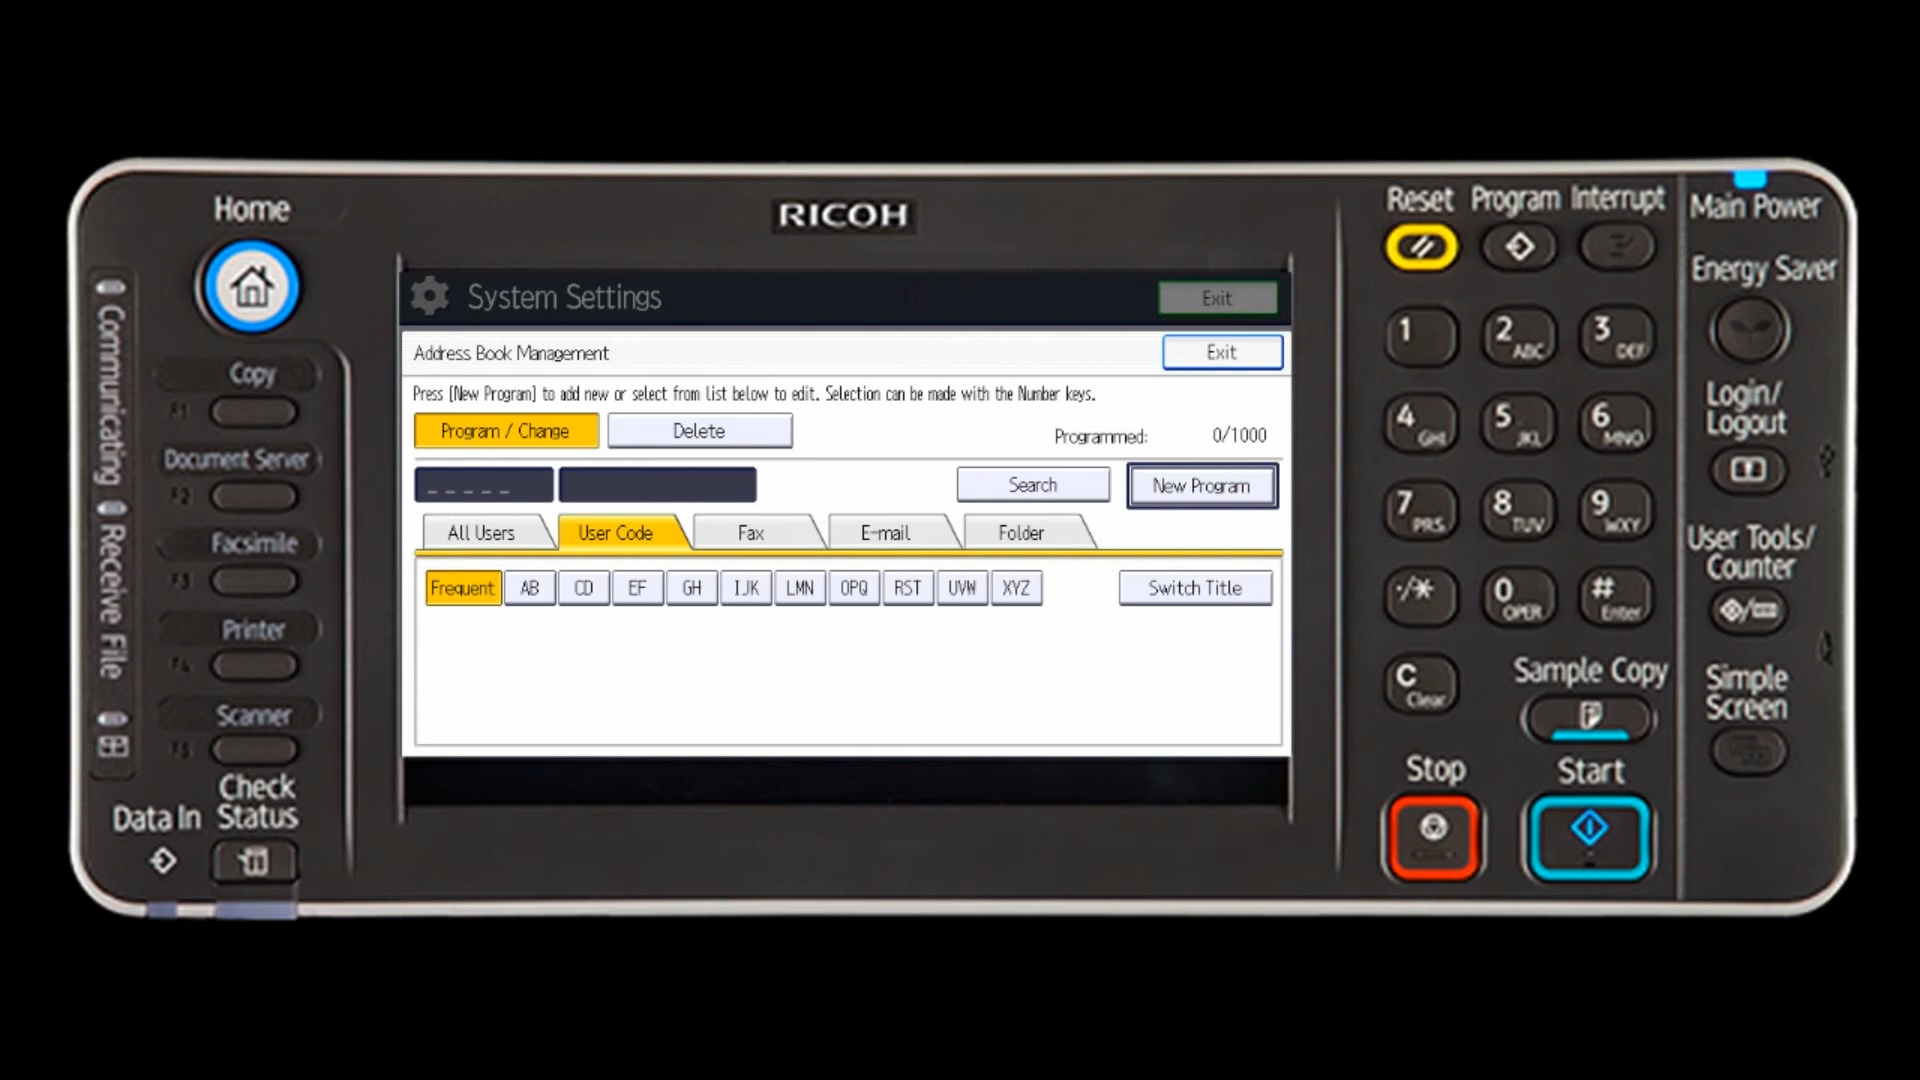 Home
RICOH
Reset Program Interrupt
Main Power
Energy Saver
System Settings
Exit
Address Book Management
Exit
Press [New Program] to add new or select from list below to edit. Selection can be made with the Number keys.
Program / Change
Delete
Programmed: 0/1000
_ _ _ _ _
Search
New Program
All Users
User Code
Fax
E-mail
Folder
Frequent
AB
CD
EF
GH
IJK
LMN
OPQ
RST
UVW
XYZ
Switch Title
Communicating
Receive File
Copy
F1
Document Server
F2
Facsimile
F3
Printer
F4
Scanner
F5
Check
Status
Data In
1
2 ABC
3 DEF
4 GHI
5 JKL
6 MNO
7 PRS
8 TUV
9 WXY
./*
0 OPER
# Enter
C Clear
Sample Copy
Stop
Start
Login/
Logout
User Tools/
Counter
Simple
Screen